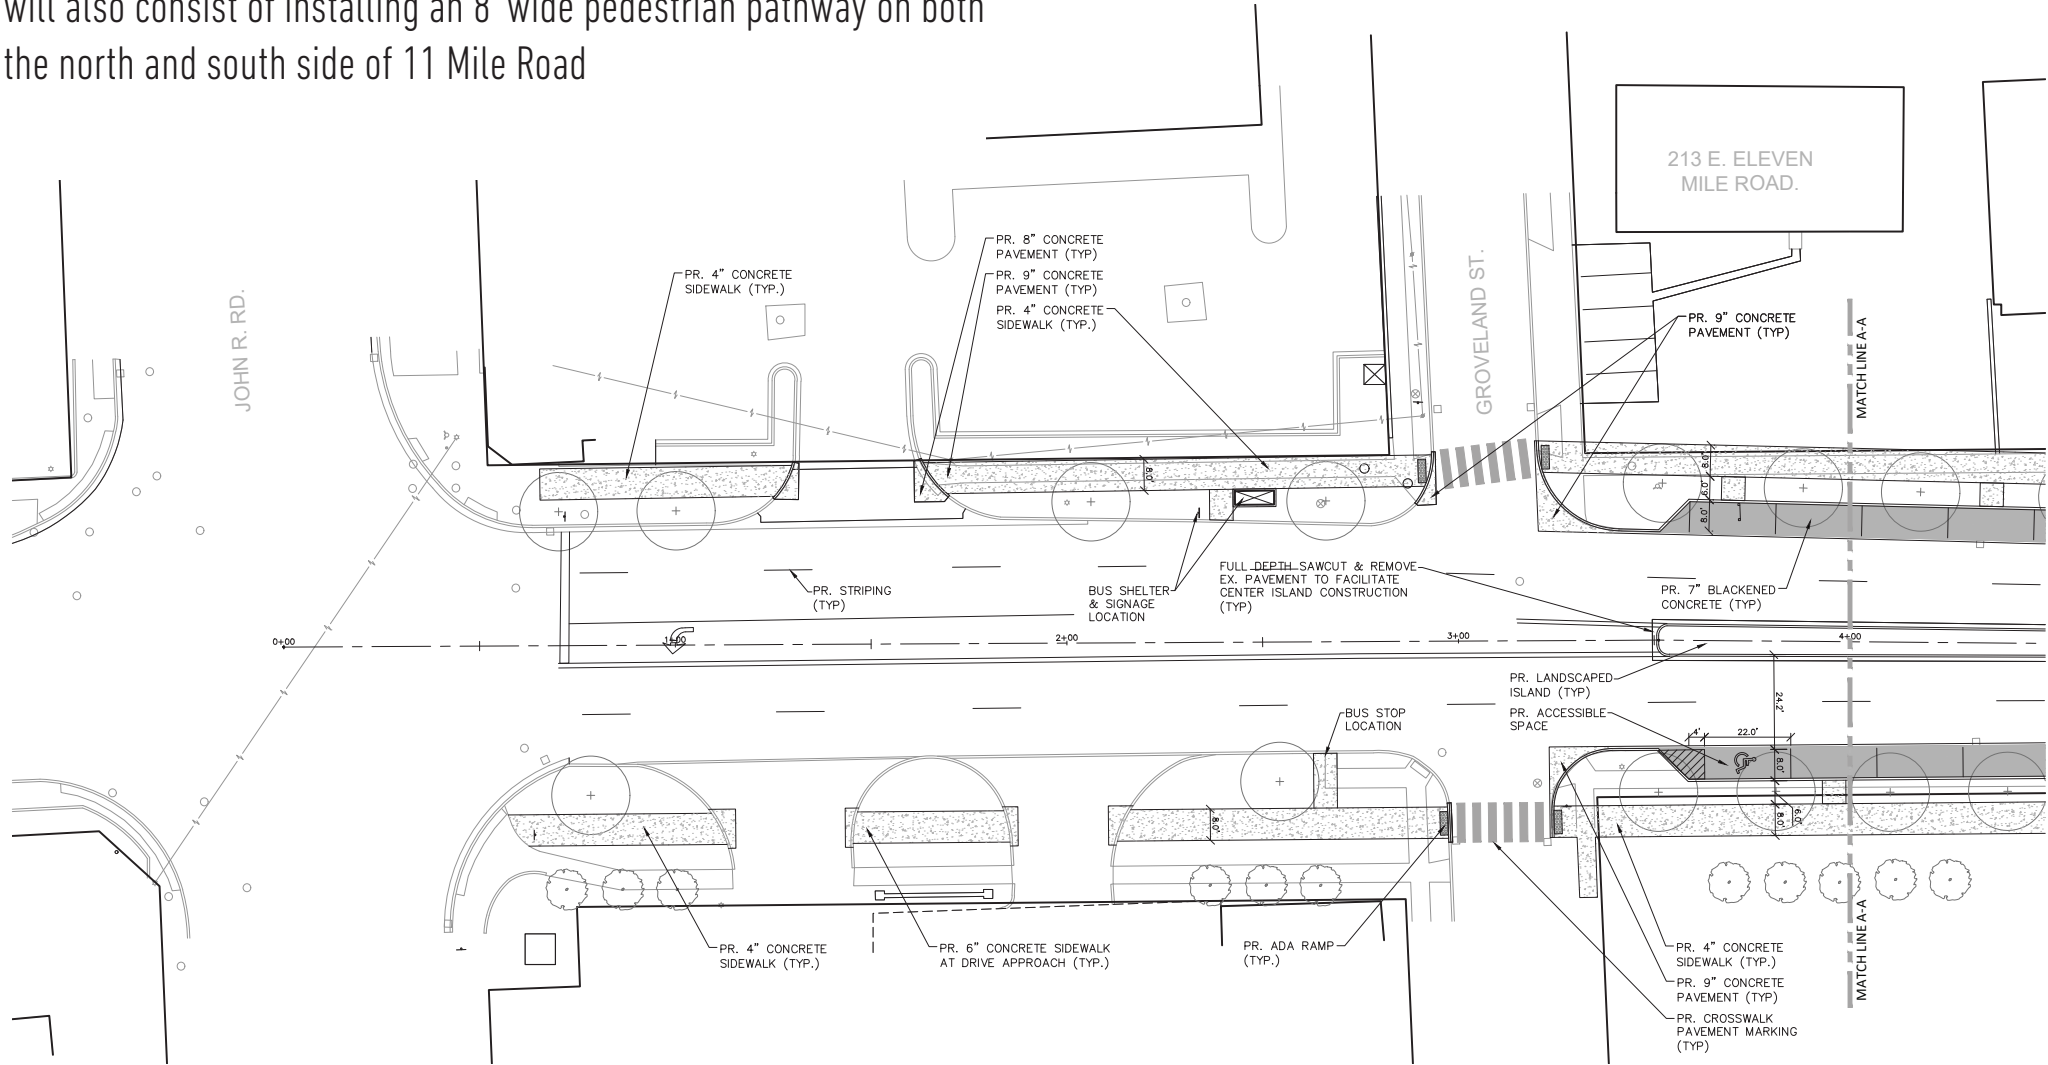 will also consist of installing an 8' wide pedestrian pathway on both
the north and south side of 11 Mile Road
213 E. ELEVEN
MILE ROAD.
JOHN R. RD.
GROVELAND ST.
PR. 4" CONCRETE
SIDEWALK (TYP.)
PR. 8" CONCRETE
PAVEMENT (TYP)
PR. 9" CONCRETE
PAVEMENT (TYP)
PR. 4" CONCRETE
SIDEWALK (TYP.)
PR. 9" CONCRETE
PAVEMENT (TYP)
MATCH LINE A-A
8.0'
8.0'
6.0'
8.0'
PR. STRIPING
(TYP)
BUS SHELTER
& SIGNAGE
LOCATION
FULL DEPTH SAWCUT & REMOVE
EX. PAVEMENT TO FACILITATE
CENTER ISLAND CONSTRUCTION
(TYP)
PR. 7" BLACKENED
CONCRETE (TYP)
0+00
1+00
2+00
3+00
4+00
PR. LANDSCAPED
ISLAND (TYP)
PR. ACCESSIBLE
SPACE
BUS STOP
LOCATION
24.2'
4'
22.0'
8.0'
6.0'
8.0'
8.0'
PR. 4" CONCRETE
SIDEWALK (TYP.)
PR. 6" CONCRETE SIDEWALK
AT DRIVE APPROACH (TYP.)
PR. ADA RAMP
(TYP.)
PR. 4" CONCRETE
SIDEWALK (TYP.)
PR. 9" CONCRETE
PAVEMENT (TYP)
PR. CROSSWALK
PAVEMENT MARKING
(TYP)
MATCH LINE A-A